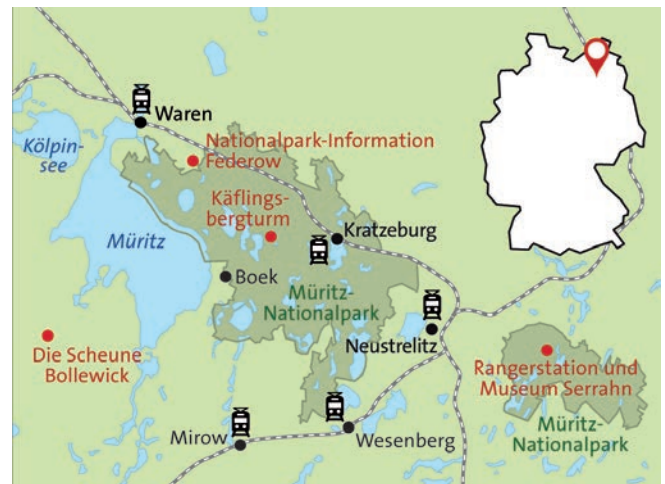 Waren
Kölpin-
see
Nationalpark-Information
Federow
Käflings-
bergturm
Müritz
Kratzeburg
Boek
Müritz-
Nationalpark
Neustrelitz
Die Scheune
Bollewick
Rangerstation und
Museum Serrahn
Mirow
Wesenberg
Müritz-
Nationalpark